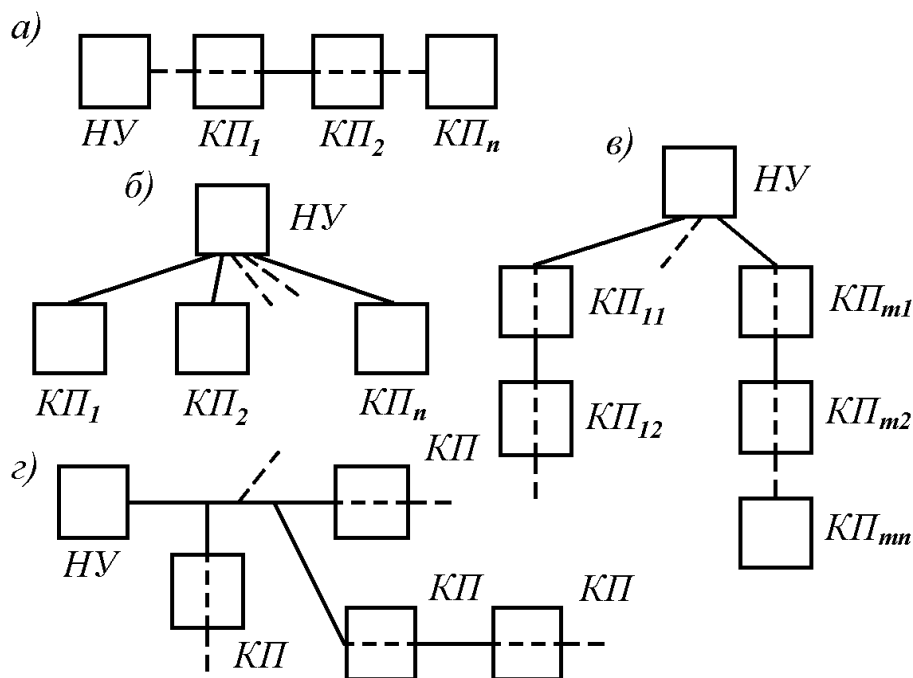 а)
НУ КП1 КП2 КПn
б)
НУ
КП1 КП2 КПn
в)
НУ
КП11 КПm1
КП12 КПm2
КПmn
г)
НУ
КП
КП
КП КП